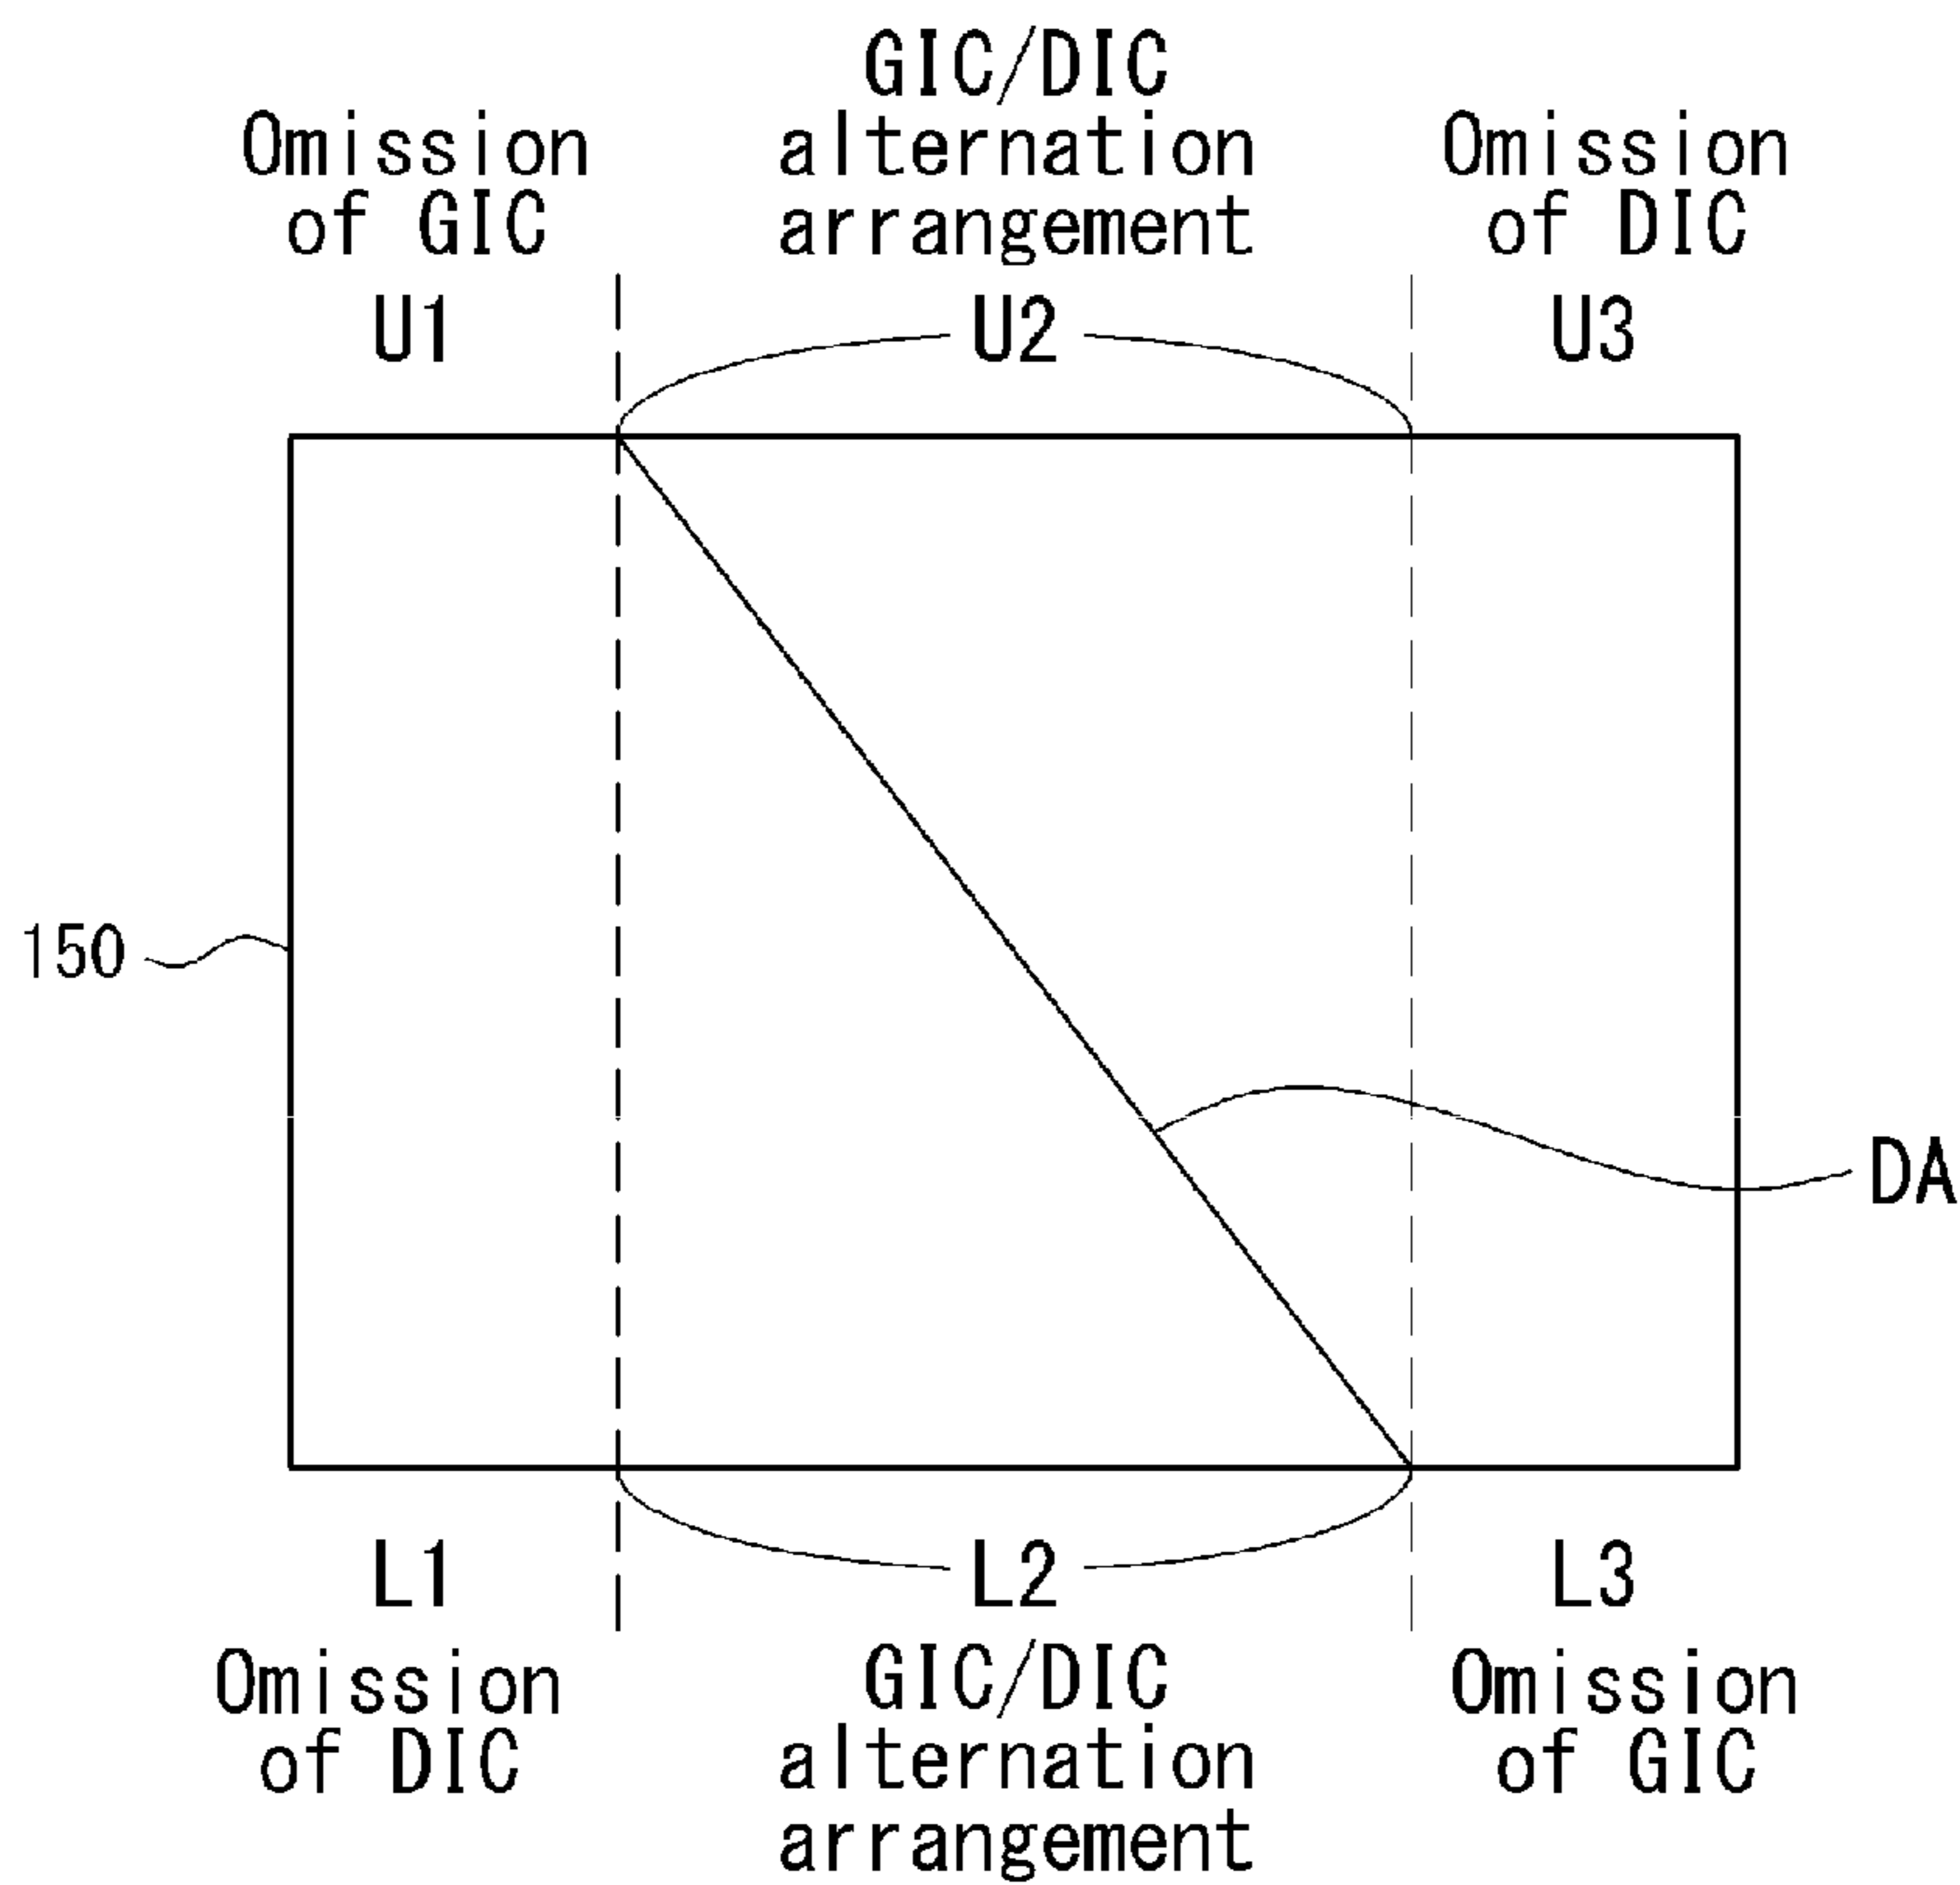 Omission
of GIC
U1
GIC/DIC
alternation
arrangement
U2
Omission
of DIC
U3
150
DA
L1
Omission
of DIC
L2
GIC/DIC
alternation
arrangement
L3
Omission
of GIC